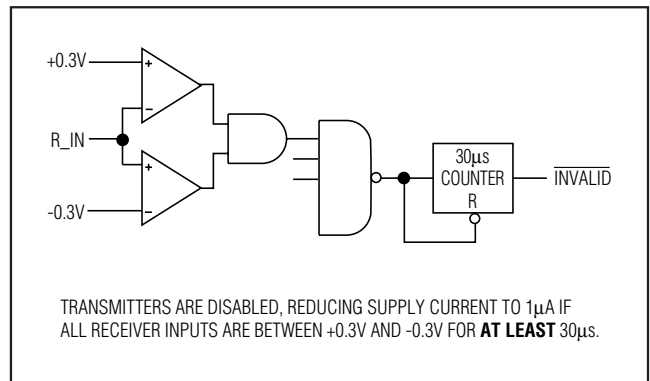 +0.3V
R_IN
-0.3V
+
-
+
-
30µs
COUNTER
R
INVALID
TRANSMITTERS ARE DISABLED, REDUCING SUPPLY CURRENT TO 1µA IF
ALL RECEIVER INPUTS ARE BETWEEN +0.3V AND -0.3V FOR AT LEAST 30µs.